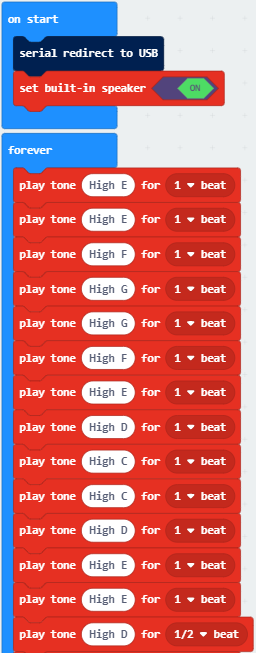 on start
serial redirect to USB
set built-in speaker ON
forever
play tone High E for 1 beat
play tone High E for 1 beat
play tone High F for 1 beat
play tone High G for 1 beat
play tone High G for 1 beat
play tone High F for 1 beat
play tone High E for 1 beat
play tone High D for 1 beat
play tone High C for 1 beat
play tone High C for 1 beat
play tone High D for 1 beat
play tone High E for 1 beat
play tone High E for 1 beat
play tone High D for 1/2 beat